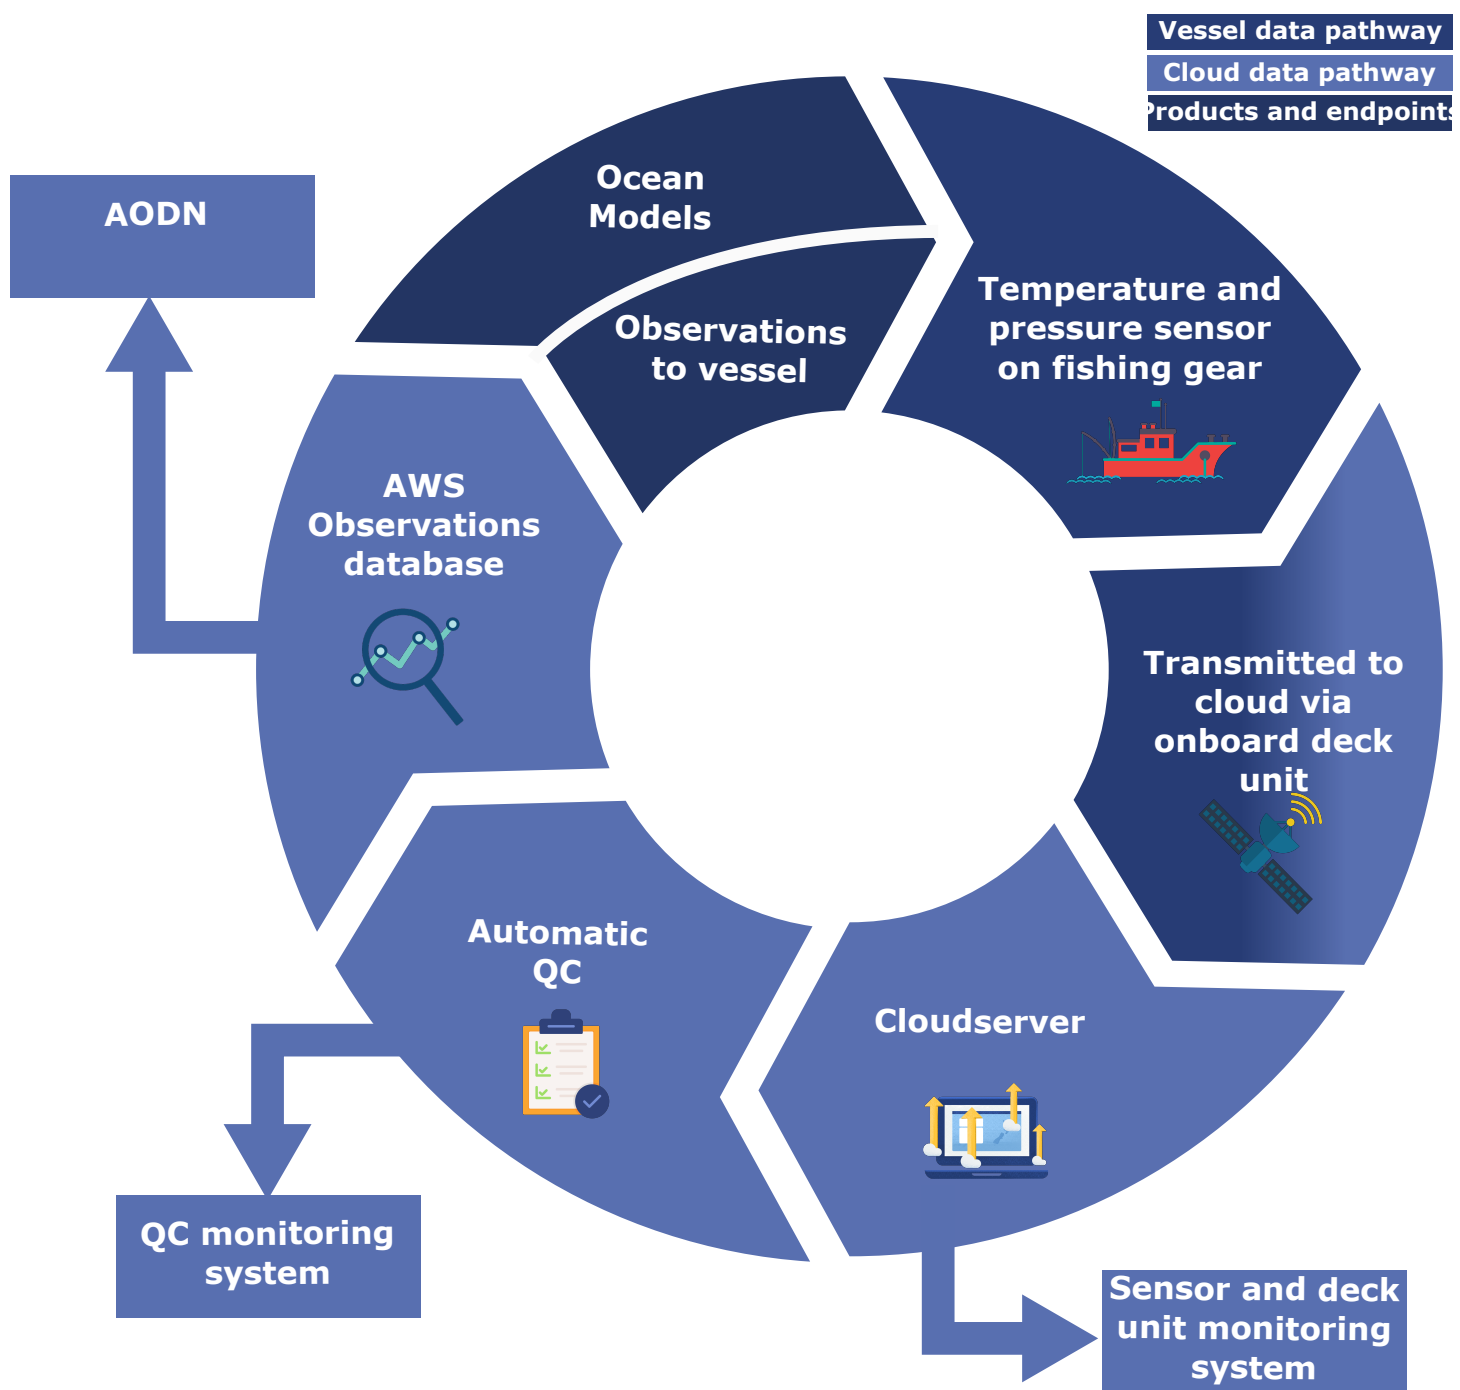 Vessel data pathway
Cloud data pathway
Products and endpoints
Ocean
Models
AODN
Observations
to vessel
Temperature and
pressure sensor
on fishing gear
AWS
Observations
database
Transmitted to
cloud via
onboard deck
unit
Automatic
QC
Cloudserver
QC monitoring
system
Sensor and deck
unit monitoring
system